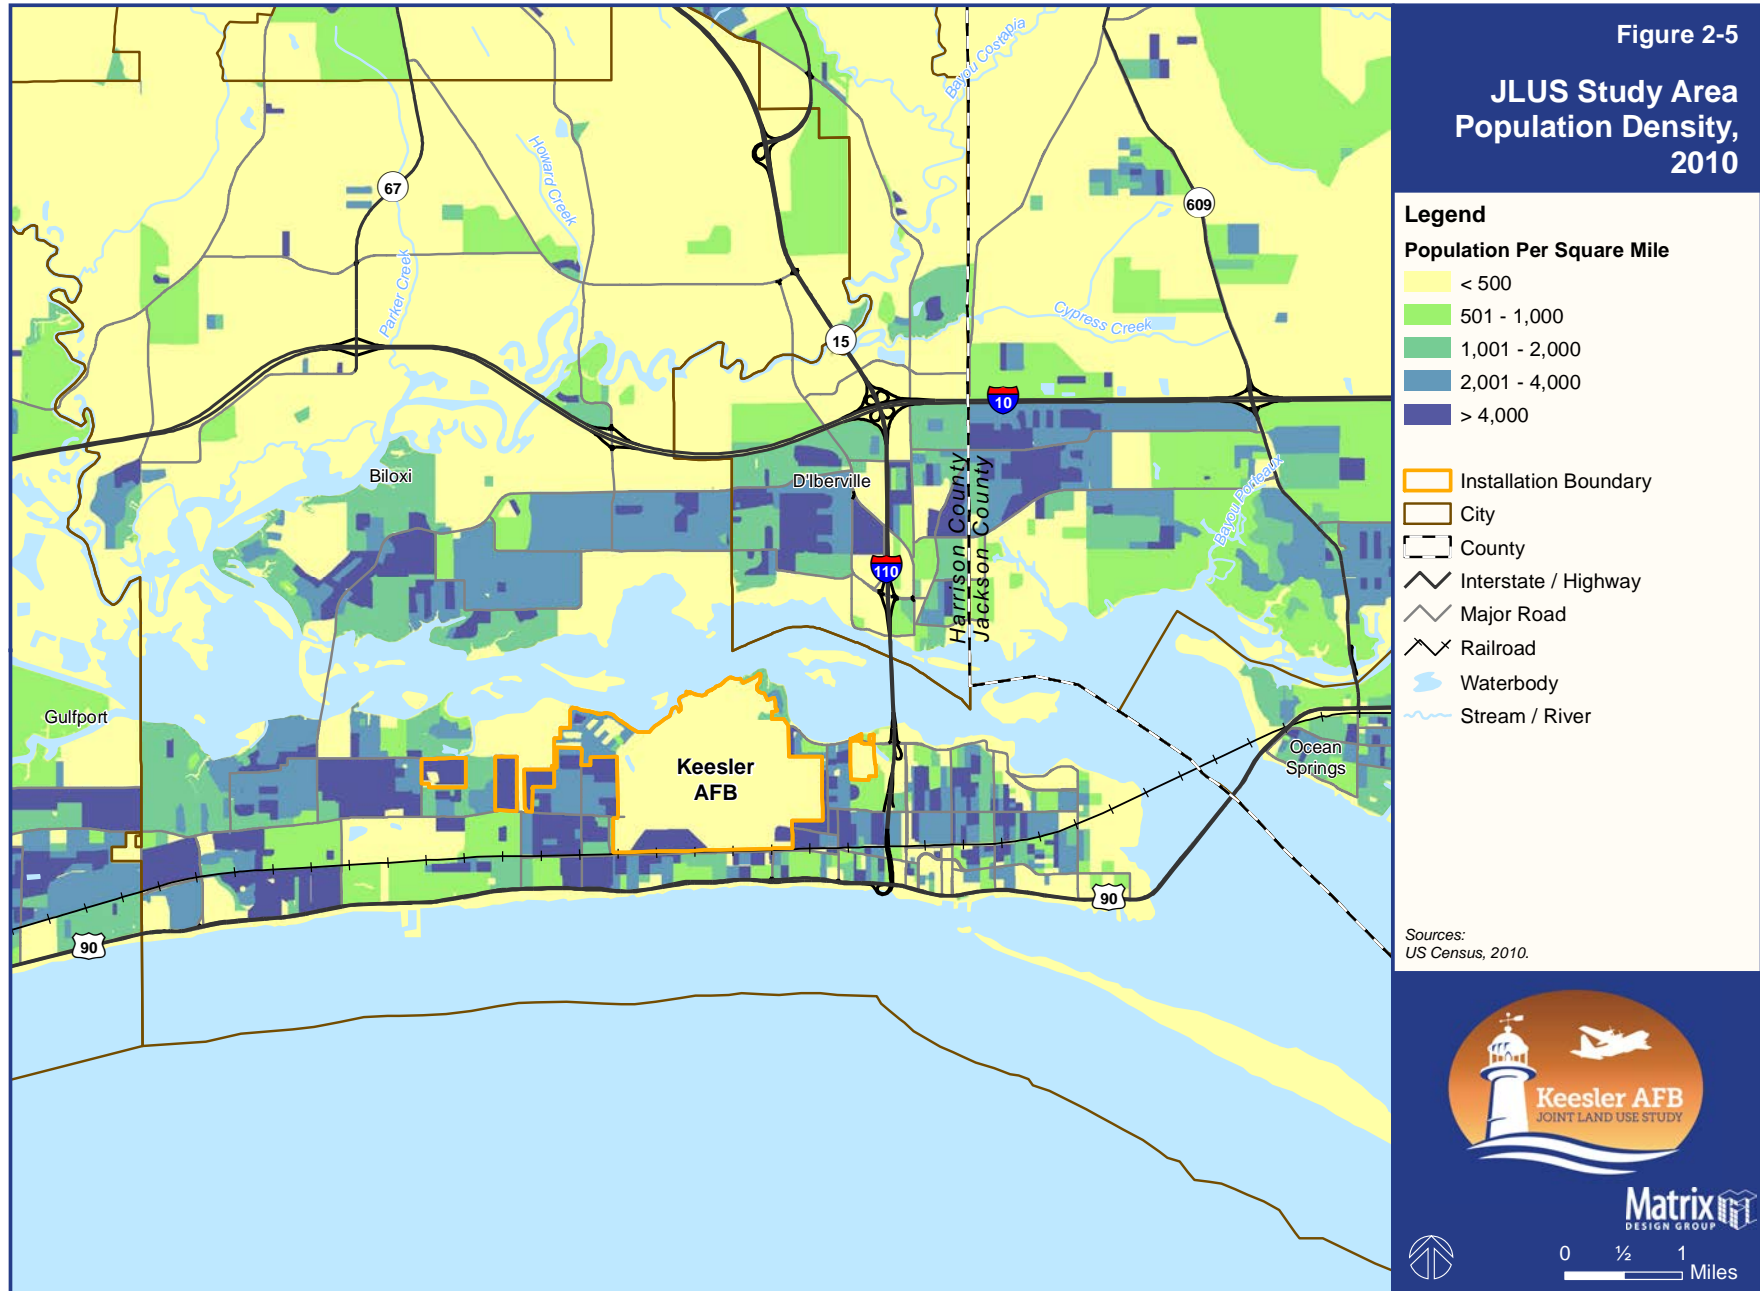 Figure 2-5
JLUS Study Area
Population Density,
2010
Legend
Population Per Square Mile
< 500
501 - 1,000
1,001 - 2,000
2,001 - 4,000
> 4,000
Installation Boundary
City
County
Interstate / Highway
Major Road
Railroad
Waterbody
Stream / River
Sources:
US Census, 2010.
Keesler AFB
JOINT LAND USE STUDY
Matrix
DESIGN GROUP
0 ½ 1
Miles
Bayou Costapia
Howard Creek
67
609
Parker Creek
Cypress Creek
15
10
Biloxi
D'Iberville
Harrison County
Jackson County
Bayou Porteaux
110
Gulfport
Keesler
AFB
Ocean
Springs
90
90